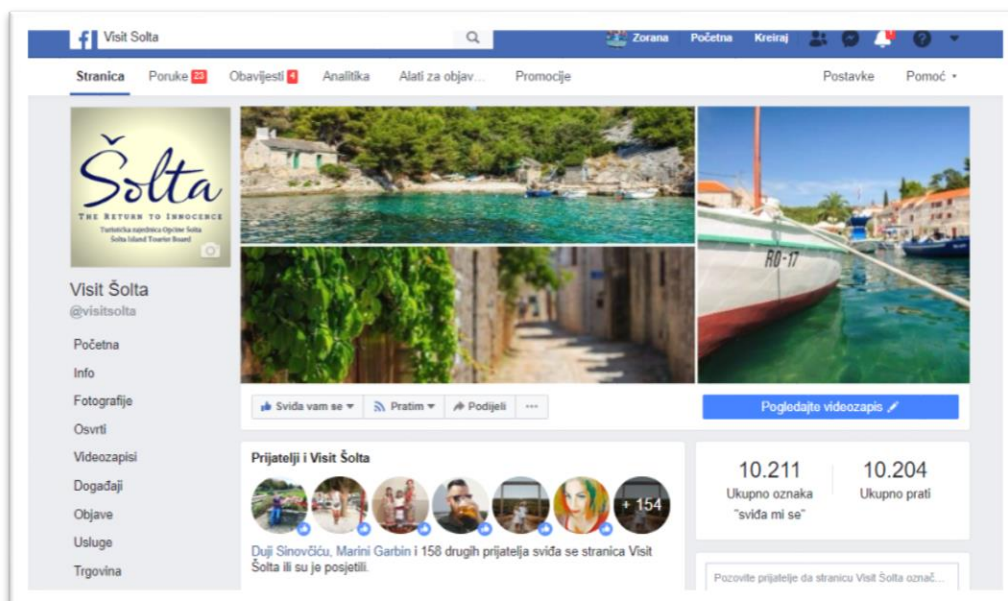 Visit Šolta
Zorana Početna Kreiraj
Stranica Poruke 23 Obavijesti 4 Analitika Alati za objav... Promocije Postavke Pomoć
Šolta
THE RETURN TO INNOCENCE
Turistička zajednica Općine Šolta
Šolta Island Tourist Board
RO-17
Visit Šolta
@visitsolta
Početna
Info
Fotografije
Osvrti
Videozapisi
Događaji
Objave
Usluge
Trgovina
Sviđa vam se Pratim Podijeli ...
Pogledajte videozapis
Prijatelji i Visit Šolta
+ 154
Duji Sinovčiću, Marini Garbin i 158 drugih prijatelja sviđa se stranica Visit
Šolta ili su je posjetili.
10.211
Ukupno oznaka
"sviđa mi se"
10.204
Ukupno prati
Pozovite prijatelje da stranicu Visit Šolta označ...